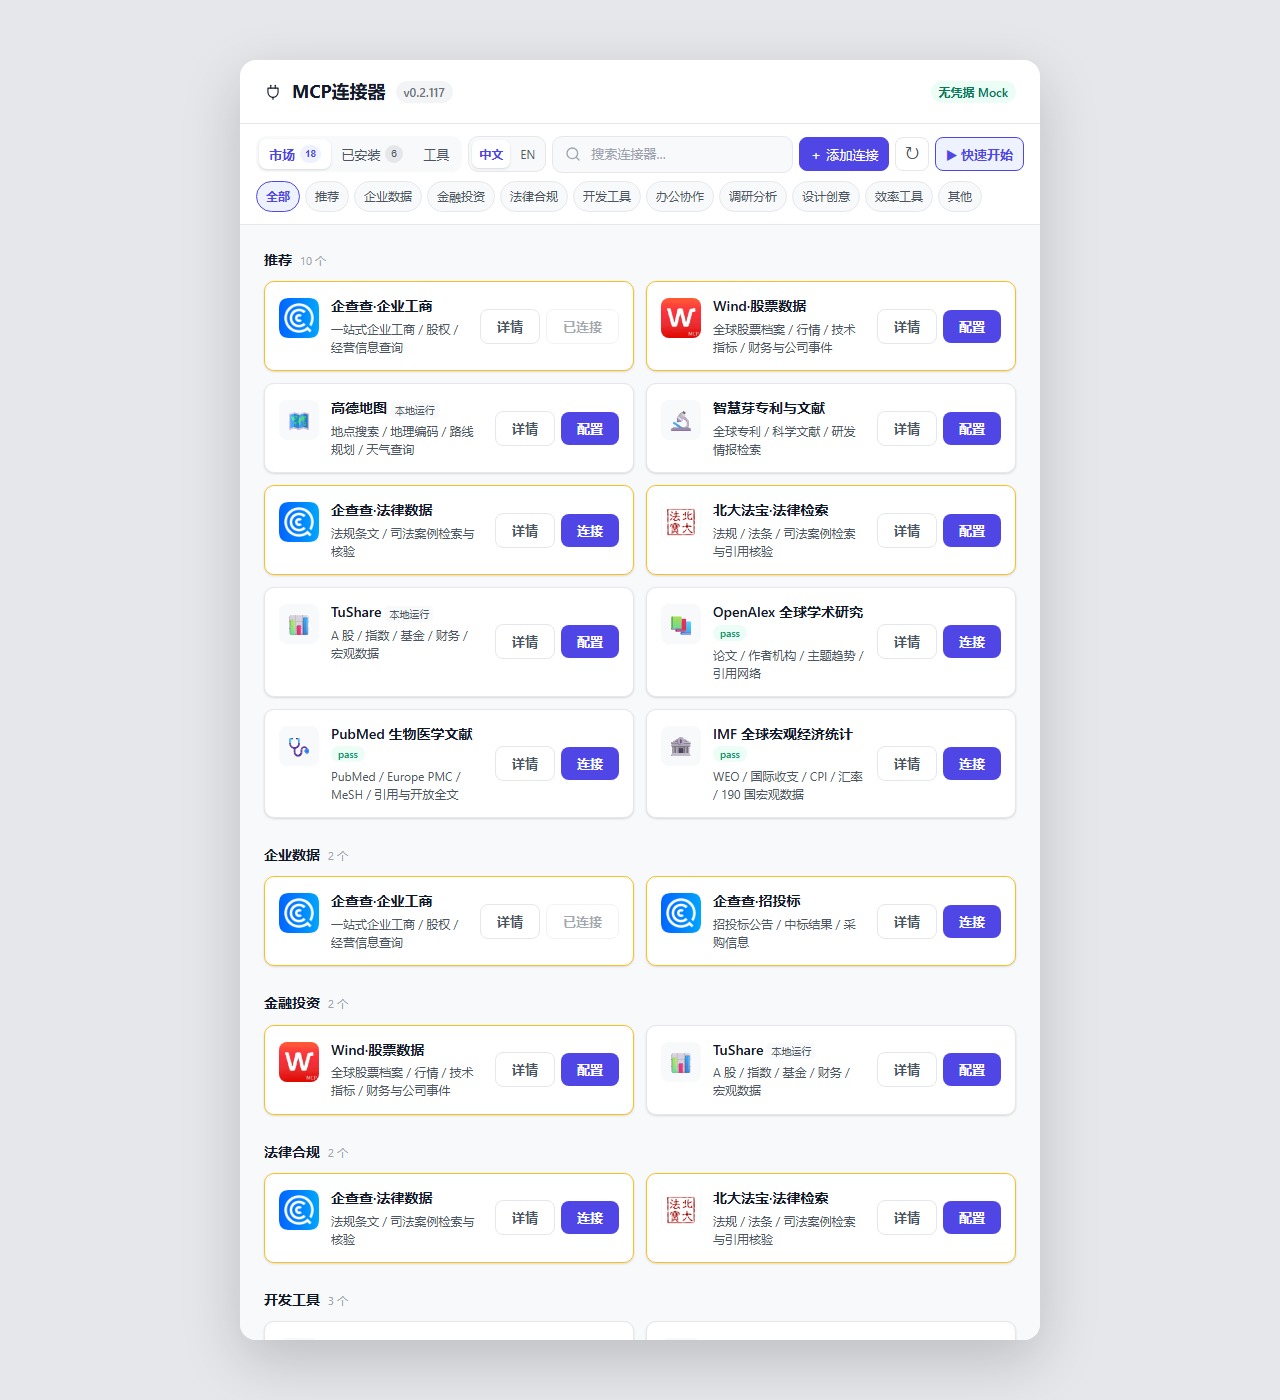 MCP连接器 v0.2.117 无凭据 Mock
市场 18 已安装 6 工具 中文 EN 搜索连接器... + 添加连接 ↻ ▶ 快速开始
全部 推荐 企业数据 金融投资 法律合规 开发工具 办公协作 调研分析 设计创意 效率工具 其他
推荐 10 个
企查查·企业工商
一站式企业工商 / 股权 /
经营信息查询
详情 已连接
Wind·股票数据
全球股票档案 / 行情 / 技术
指标 / 财务与公司事件
详情 配置
高德地图 本地运行
地点搜索 / 地理编码 / 路线
规划 / 天气查询
详情 配置
智慧芽专利与文献
全球专利 / 科学文献 / 研发
情报检索
详情 配置
企查查·法律数据
法规条文 / 司法案例检索与
核验
详情 连接
北大法宝·法律检索
法规 / 法条 / 司法案例检索
与引用核验
详情 配置
TuShare 本地运行
A 股 / 指数 / 基金 / 财务 /
宏观数据
详情 配置
OpenAlex 全球学术研究
pass
论文 / 作者机构 / 主题趋势 /
引用网络
详情 连接
PubMed 生物医学文献
pass
PubMed / Europe PMC /
MeSH / 引用与开放全文
详情 连接
IMF 全球宏观经济统计
pass
WEO / 国际收支 / CPI / 汇率
/ 190 国宏观数据
详情 连接
企业数据 2 个
企查查·企业工商
一站式企业工商 / 股权 /
经营信息查询
详情 已连接
企查查·招投标
招投标公告 / 中标结果 / 采
购信息
详情 连接
金融投资 2 个
Wind·股票数据
全球股票档案 / 行情 / 技术
指标 / 财务与公司事件
详情 配置
TuShare 本地运行
A 股 / 指数 / 基金 / 财务 /
宏观数据
详情 配置
法律合规 2 个
企查查·法律数据
法规条文 / 司法案例检索与
核验
详情 连接
北大法宝·法律检索
法规 / 法条 / 司法案例检索
与引用核验
详情 配置
开发工具 3 个